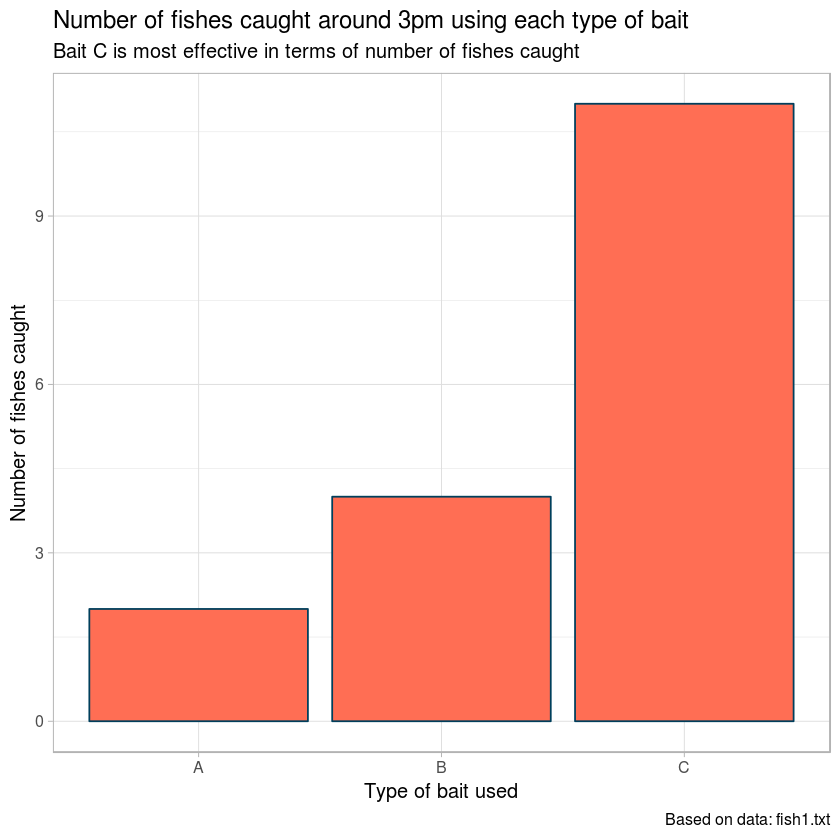 Number of fishes caught around 3pm using each type of bait
Bait C is most effective in terms of number of fishes caught
Number of fishes caught
9
6
3
0
A B C
Type of bait used
Based on data: fish1.txt